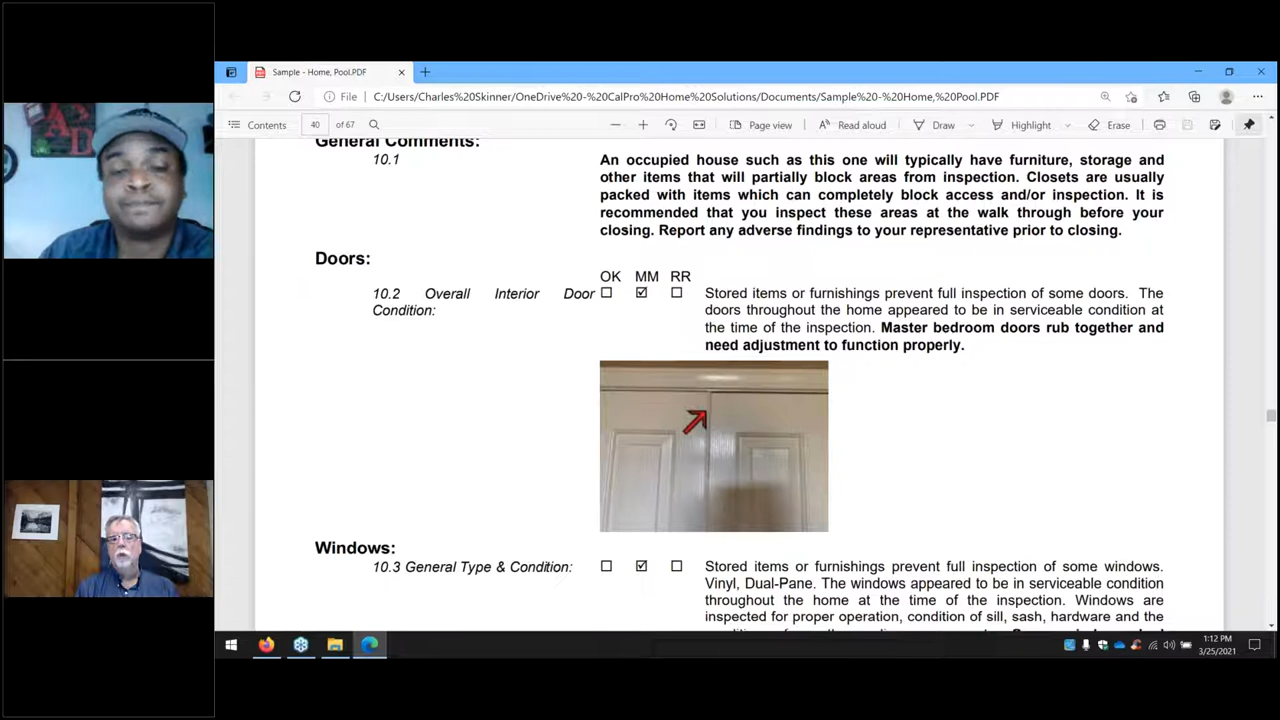 Sample - Home, Pool.PDF
File C:/Users/Charles%20Skinner/OneDrive%20-%20CalPro%20Home%20Solutions/Documents/Sample%20-%20Home,%20Pool.PDF
Contents 40 of 67 Page view Read aloud Draw Highlight Erase
General Comments:
10.1
An occupied house such as this one will typically have furniture, storage and
other items that will partially block areas from inspection. Closets are usually
packed with items which can completely block access and/or inspection. It is
recommended that you inspect these areas at the walk through before your
closing. Report any adverse findings to your representative prior to closing.
Doors:
OK MM RR
10.2 Overall Interior Door
Condition:
Stored items or furnishings prevent full inspection of some doors. The
doors throughout the home appeared to be in serviceable condition at
the time of the inspection. Master bedroom doors rub together and
need adjustment to function properly.
Windows:
10.3 General Type & Condition:
Stored items or furnishings prevent full inspection of some windows.
Vinyl, Dual-Pane. The windows appeared to be in serviceable condition
throughout the home at the time of the inspection. Windows are
inspected for proper operation, condition of sill, sash, hardware and the
1:12 PM
3/25/2021